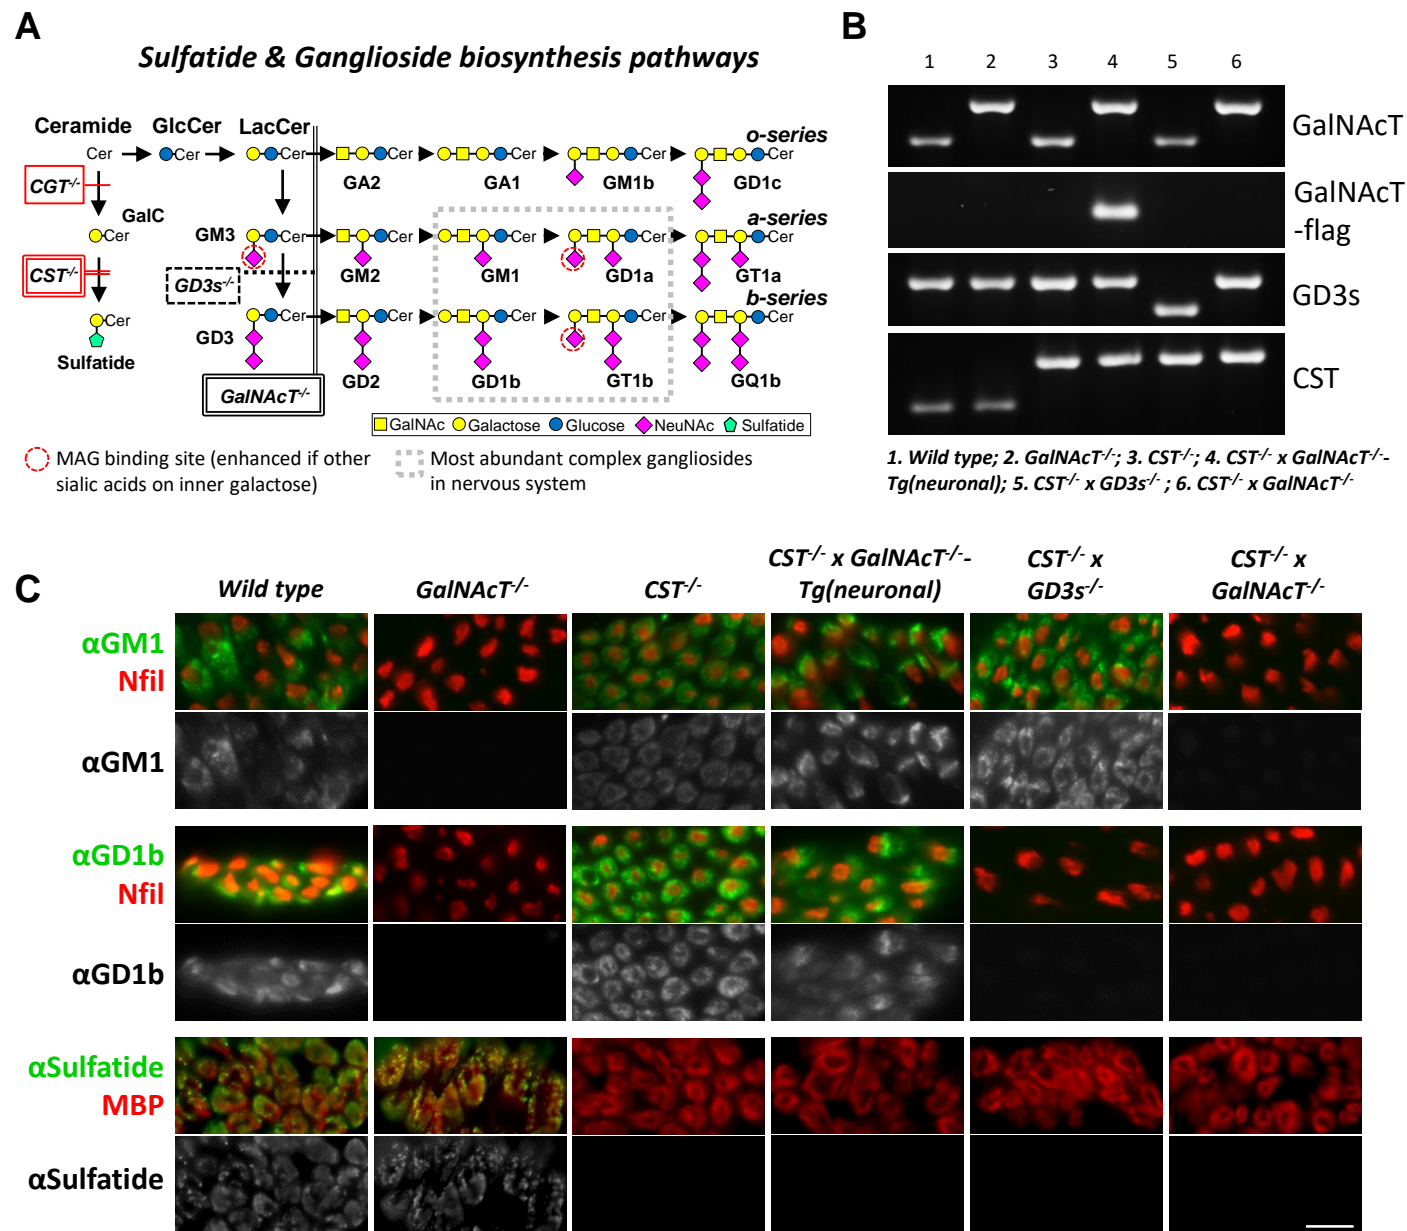 A
Sulfatide & Ganglioside biosynthesis pathways
Ceramide GlcCer LacCer
o-series
Cer Cer Cer Cer Cer Cer Cer
CGT-/-
GA2 GA1 GM1b GD1c
GalC
a-series
GM3
Cer Cer Cer Cer Cer Cer
CST-/-
GM2 GM1 GD1a GT1a
GD3s-/-
b-series
Cer Cer Cer Cer Cer Cer
GD3
Sulfatide
GD2 GD1b GT1b GQ1b
GalNAcT-/-
GalNAc Galactose Glucose NeuNAc Sulfatide
MAG binding site (enhanced if other
sialic acids on inner galactose)
Most abundant complex gangliosides
in nervous system
B
1 2 3 4 5 6
GalNAcT
GalNAcT
-flag
GD3s
CST
1. Wild type; 2. GalNAcT-/-; 3. CST-/-; 4. CST-/- x GalNAcT-/--
Tg(neuronal); 5. CST-/- x GD3s-/- ; 6. CST-/- x GalNAcT-/-
C
Wild type
GalNAcT-/-
CST-/-
CST-/- x GalNAcT-/--
Tg(neuronal)
CST-/- x
GD3s-/-
CST-/- x
GalNAcT-/-
αGM1
Nfil
αGM1
αGD1b
Nfil
αGD1b
αSulfatide
MBP
αSulfatide